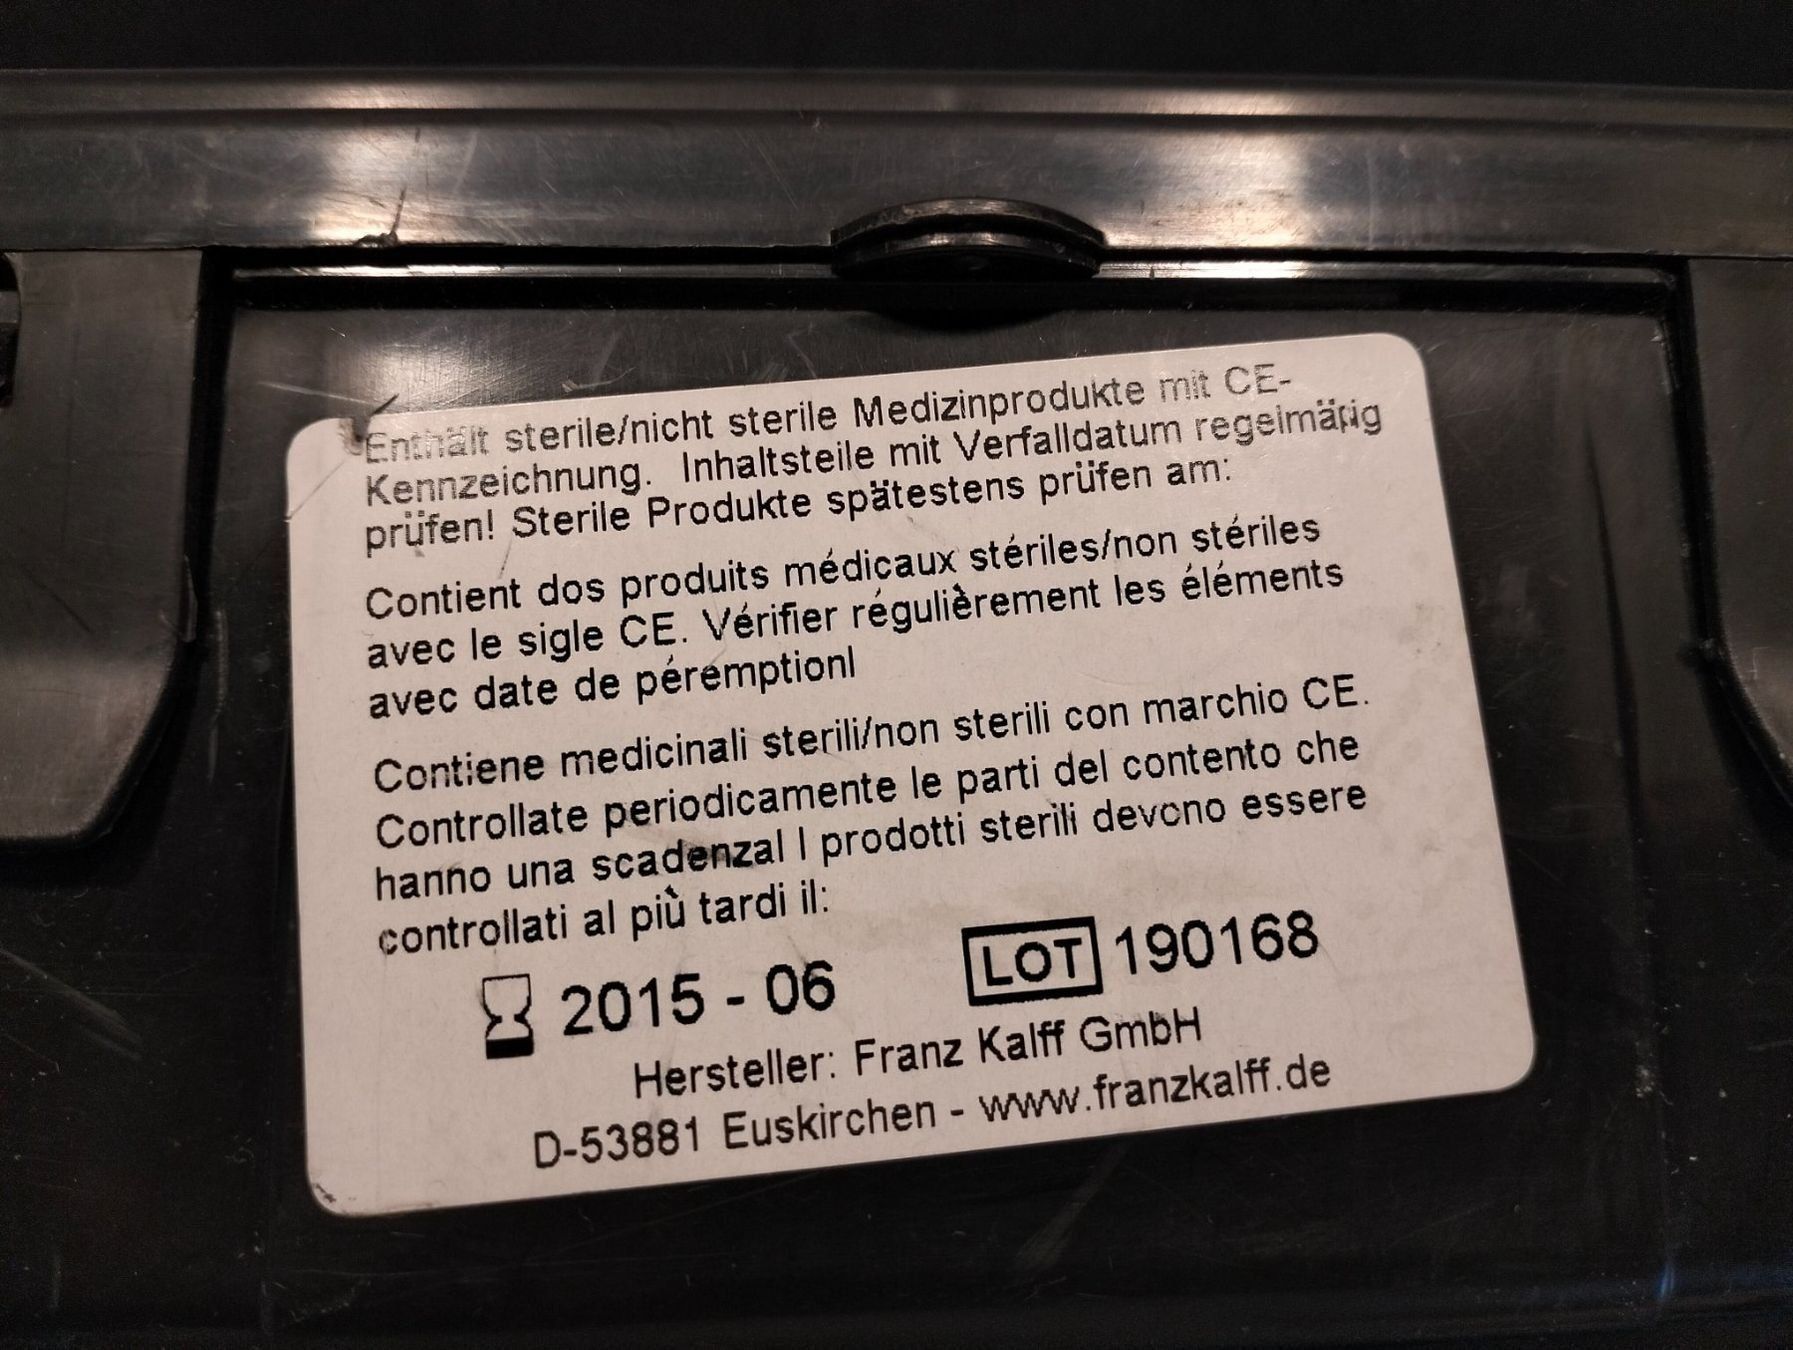 Enthält sterile/nicht sterile Medizinprodukte mit CE-
Kennzeichnung. Inhaltsteile mit Verfalldatum regelmäßig
prüfen! Sterile Produkte spätestens prüfen am:
Contient dos produits médicaux stériles/non stériles
avec le sigle CE. Vérifier régulièrement les éléments
avec date de péremptionl
Contiene medicinali sterili/non sterili con marchio CE.
Controllate periodicamente le parti del contento che
hanno una scadenzal I prodotti sterili devono essere
controllati al più tardi il:
2015 - 06 LOT 190168
Hersteller: Franz Kalff GmbH
D-53881 Euskirchen - www.franzkalff.de